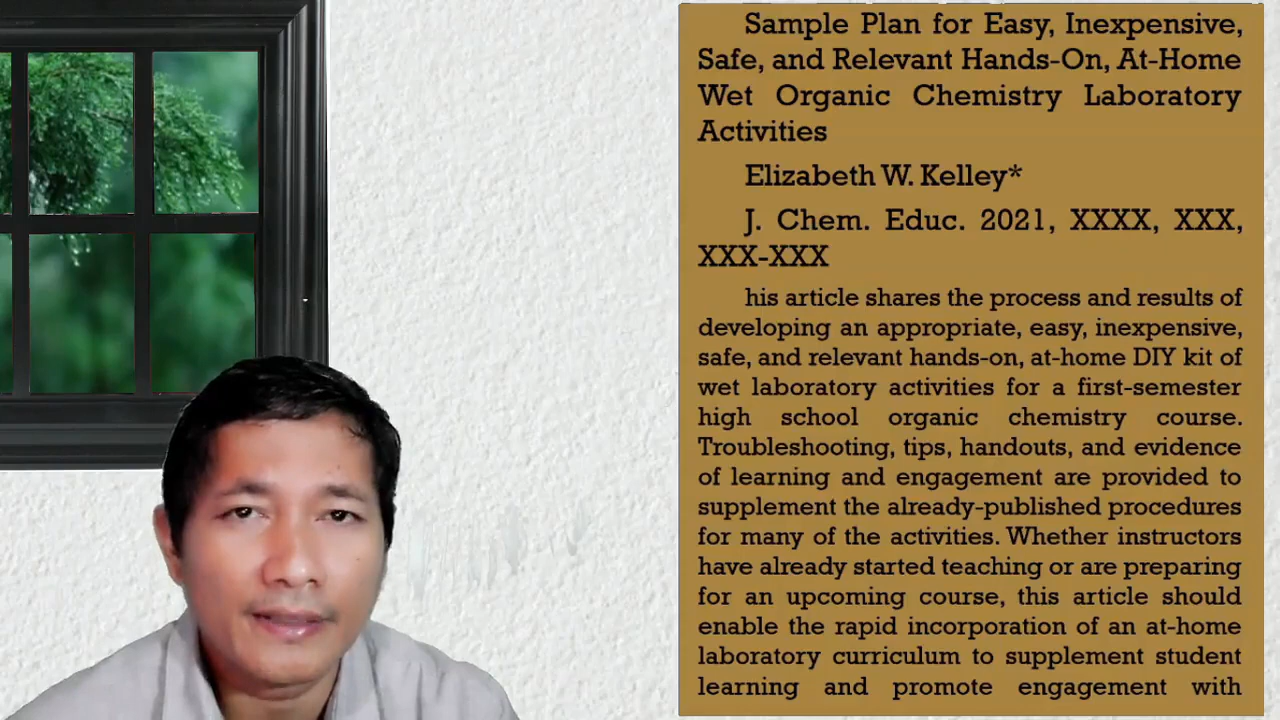 Sample Plan for Easy, Inexpensive,
Safe, and Relevant Hands-On, At-Home
Wet Organic Chemistry Laboratory
Activities
Elizabeth W. Kelley*
J. Chem. Educ. 2021, XXXX, XXX,
XXX-XXX
his article shares the process and results of
developing an appropriate, easy, inexpensive,
safe, and relevant hands-on, at-home DIY kit of
wet laboratory activities for a first-semester
high school organic chemistry course.
Troubleshooting, tips, handouts, and evidence
of learning and engagement are provided to
supplement the already-published procedures
for many of the activities. Whether instructors
have already started teaching or are preparing
for an upcoming course, this article should
enable the rapid incorporation of an at-home
laboratory curriculum to supplement student
learning and promote engagement with